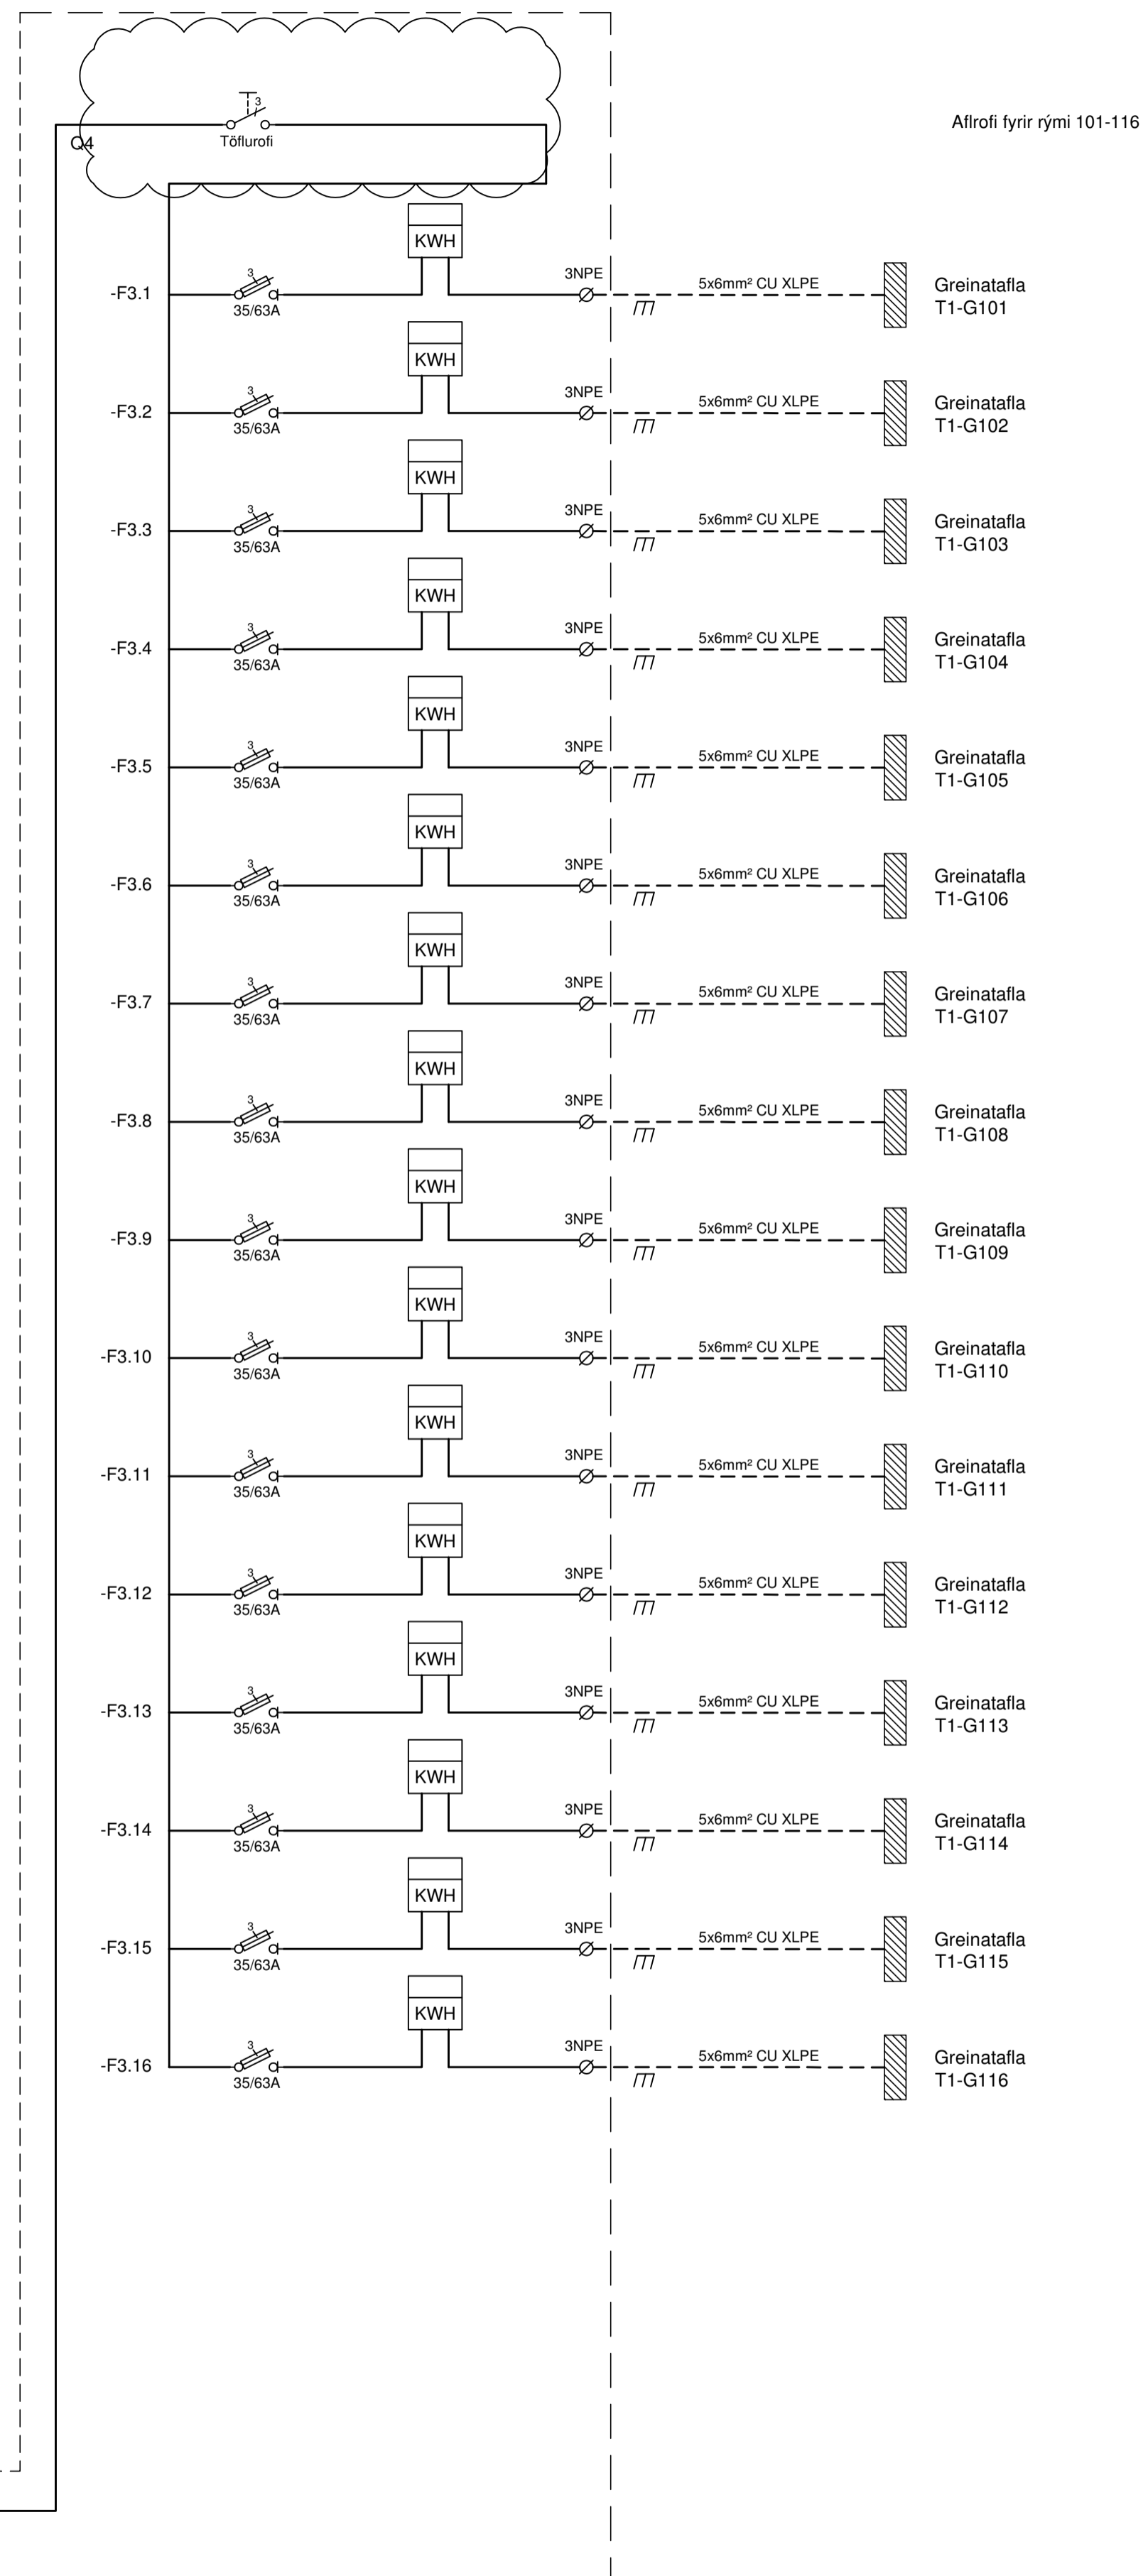 3
Aflrofi fyrir rými 101-116
Q4
Töflurofi
KWH
-F3.1
3
35/63A
3NPE
5x6mm² CU XLPE
Greinatafla
T1-G101
KWH
-F3.2
3
35/63A
3NPE
5x6mm² CU XLPE
Greinatafla
T1-G102
KWH
-F3.3
3
35/63A
3NPE
5x6mm² CU XLPE
Greinatafla
T1-G103
KWH
-F3.4
3
35/63A
3NPE
5x6mm² CU XLPE
Greinatafla
T1-G104
KWH
-F3.5
3
35/63A
3NPE
5x6mm² CU XLPE
Greinatafla
T1-G105
KWH
-F3.6
3
35/63A
3NPE
5x6mm² CU XLPE
Greinatafla
T1-G106
KWH
-F3.7
3
35/63A
3NPE
5x6mm² CU XLPE
Greinatafla
T1-G107
KWH
-F3.8
3
35/63A
3NPE
5x6mm² CU XLPE
Greinatafla
T1-G108
KWH
-F3.9
3
35/63A
3NPE
5x6mm² CU XLPE
Greinatafla
T1-G109
KWH
-F3.10
3
35/63A
3NPE
5x6mm² CU XLPE
Greinatafla
T1-G110
KWH
-F3.11
3
35/63A
3NPE
5x6mm² CU XLPE
Greinatafla
T1-G111
KWH
-F3.12
3
35/63A
3NPE
5x6mm² CU XLPE
Greinatafla
T1-G112
KWH
-F3.13
3
35/63A
3NPE
5x6mm² CU XLPE
Greinatafla
T1-G113
KWH
-F3.14
3
35/63A
3NPE
5x6mm² CU XLPE
Greinatafla
T1-G114
KWH
-F3.15
3
35/63A
3NPE
5x6mm² CU XLPE
Greinatafla
T1-G115
KWH
-F3.16
3
35/63A
3NPE
5x6mm² CU XLPE
Greinatafla
T1-G116